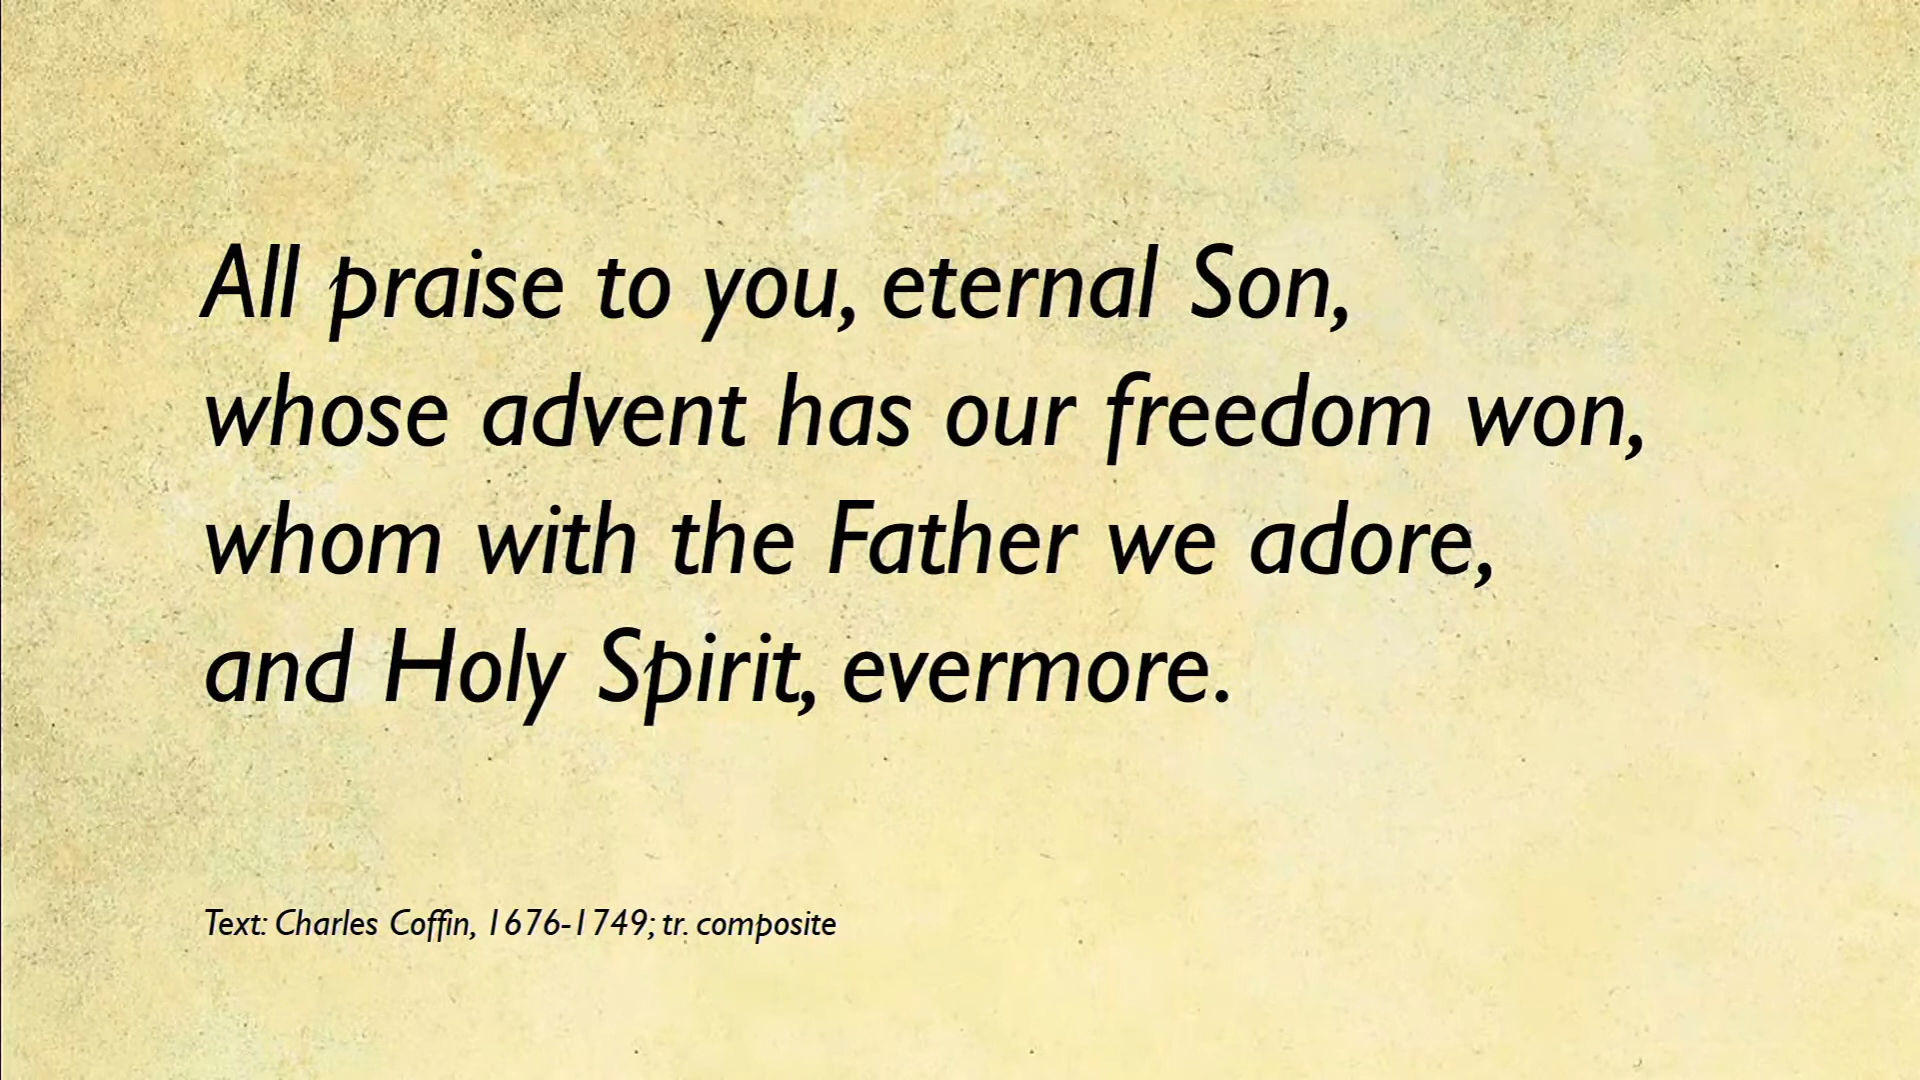 All praise to you, eternal Son,
whose advent has our freedom won,
whom with the Father we adore,
and Holy Spirit, evermore.
Text: Charles Coffin, 1676-1749; tr. composite